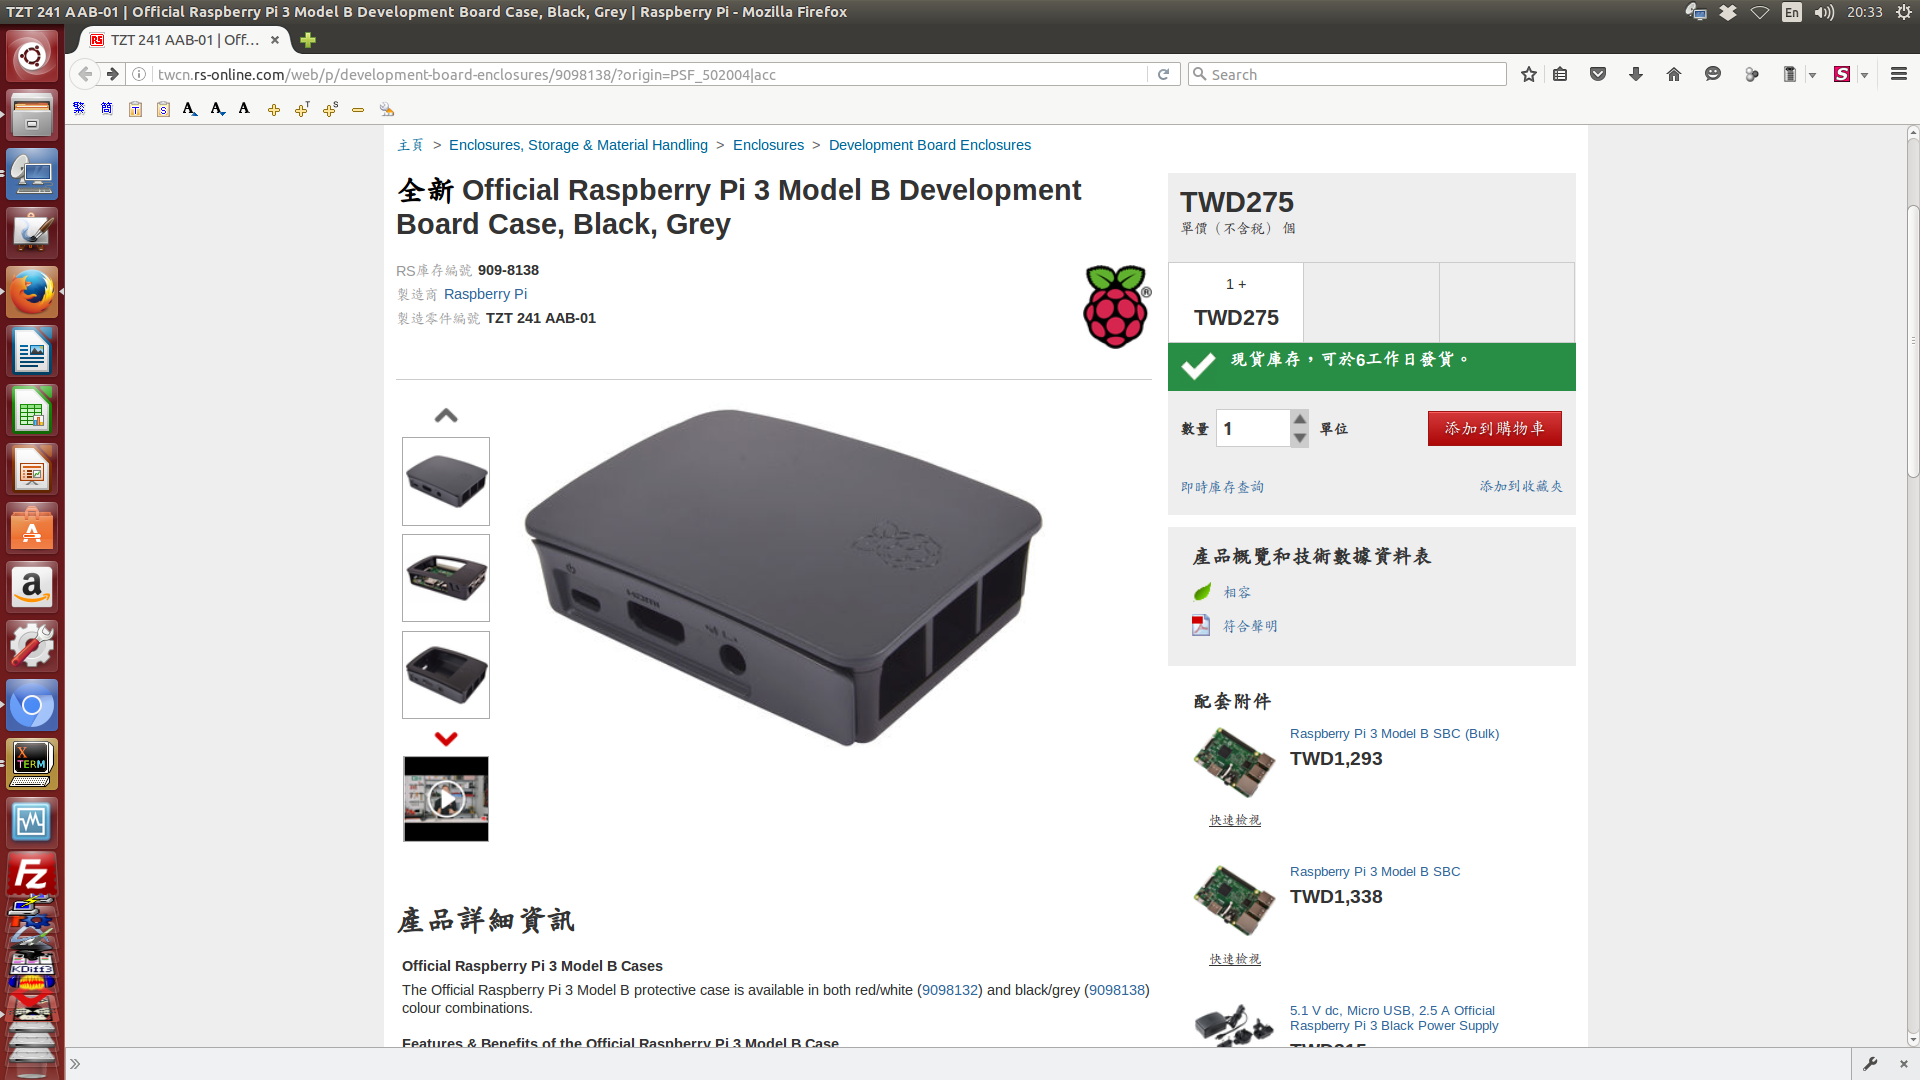 TZT 241 AAB-01 | Official Raspberry Pi 3 Model B Development Board Case, Black, Grey | Raspberry Pi - Mozilla Firefox
En
20:33
TZT 241 AAB-01 | Off...
twcn.rs-online.com/web/p/development-board-enclosures/9098138/?origin=PSF_502004|acc
Search
主頁 > Enclosures, Storage & Material Handling > Enclosures > Development Board Enclosures
全新 Official Raspberry Pi 3 Model B Development
Board Case, Black, Grey
RS庫存編號 909-8138
製造商 Raspberry Pi
製造零件編號 TZT 241 AAB-01
TWD275
單價（不含税） 個
1 +
TWD275
現貨庫存，可於6工作日發貨。
數量 1 單位
添加到購物車
即時庫存查詢
添加到收藏夾
產品概覽和技術數據資料表
相容
符合聲明
配套附件
Raspberry Pi 3 Model B SBC (Bulk)
TWD1,293
快速檢視
Raspberry Pi 3 Model B SBC
TWD1,338
快速檢視
5.1 V dc, Micro USB, 2.5 A Official
Raspberry Pi 3 Black Power Supply
HDMI
產品詳細資訊
Official Raspberry Pi 3 Model B Cases
The Official Raspberry Pi 3 Model B protective case is available in both red/white (9098132) and black/grey (9098138)
colour combinations.
Features & Benefits of the Official Raspberry Pi 3 Model B Case
X
TERM
Fz
KDiff3